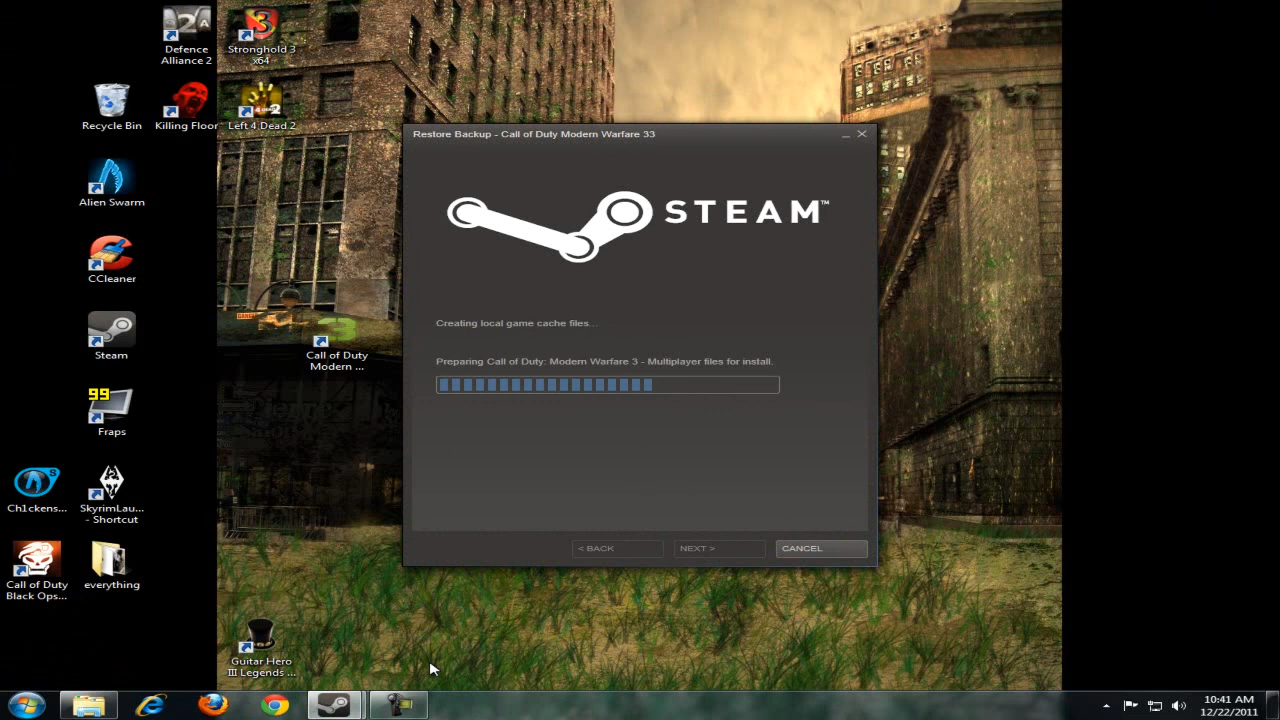 Defence
Alliance 2
Stronghold 3
x64
Recycle Bin
Killing Floor
Left 4 Dead 2
Alien Swarm
CCleaner
Steam
Call of Duty
Modern ...
99
Fraps
Ch1ckens...
SkyrimLau...
- Shortcut
Call of Duty
Black Ops...
everything
Guitar Hero
III Legends ...
Restore Backup - Call of Duty Modern Warfare 33
STEAM™
Creating local game cache files...
Preparing Call of Duty: Modern Warfare 3 - Multiplayer files for install.
< BACK
NEXT >
CANCEL
10:41 AM
12/22/2011